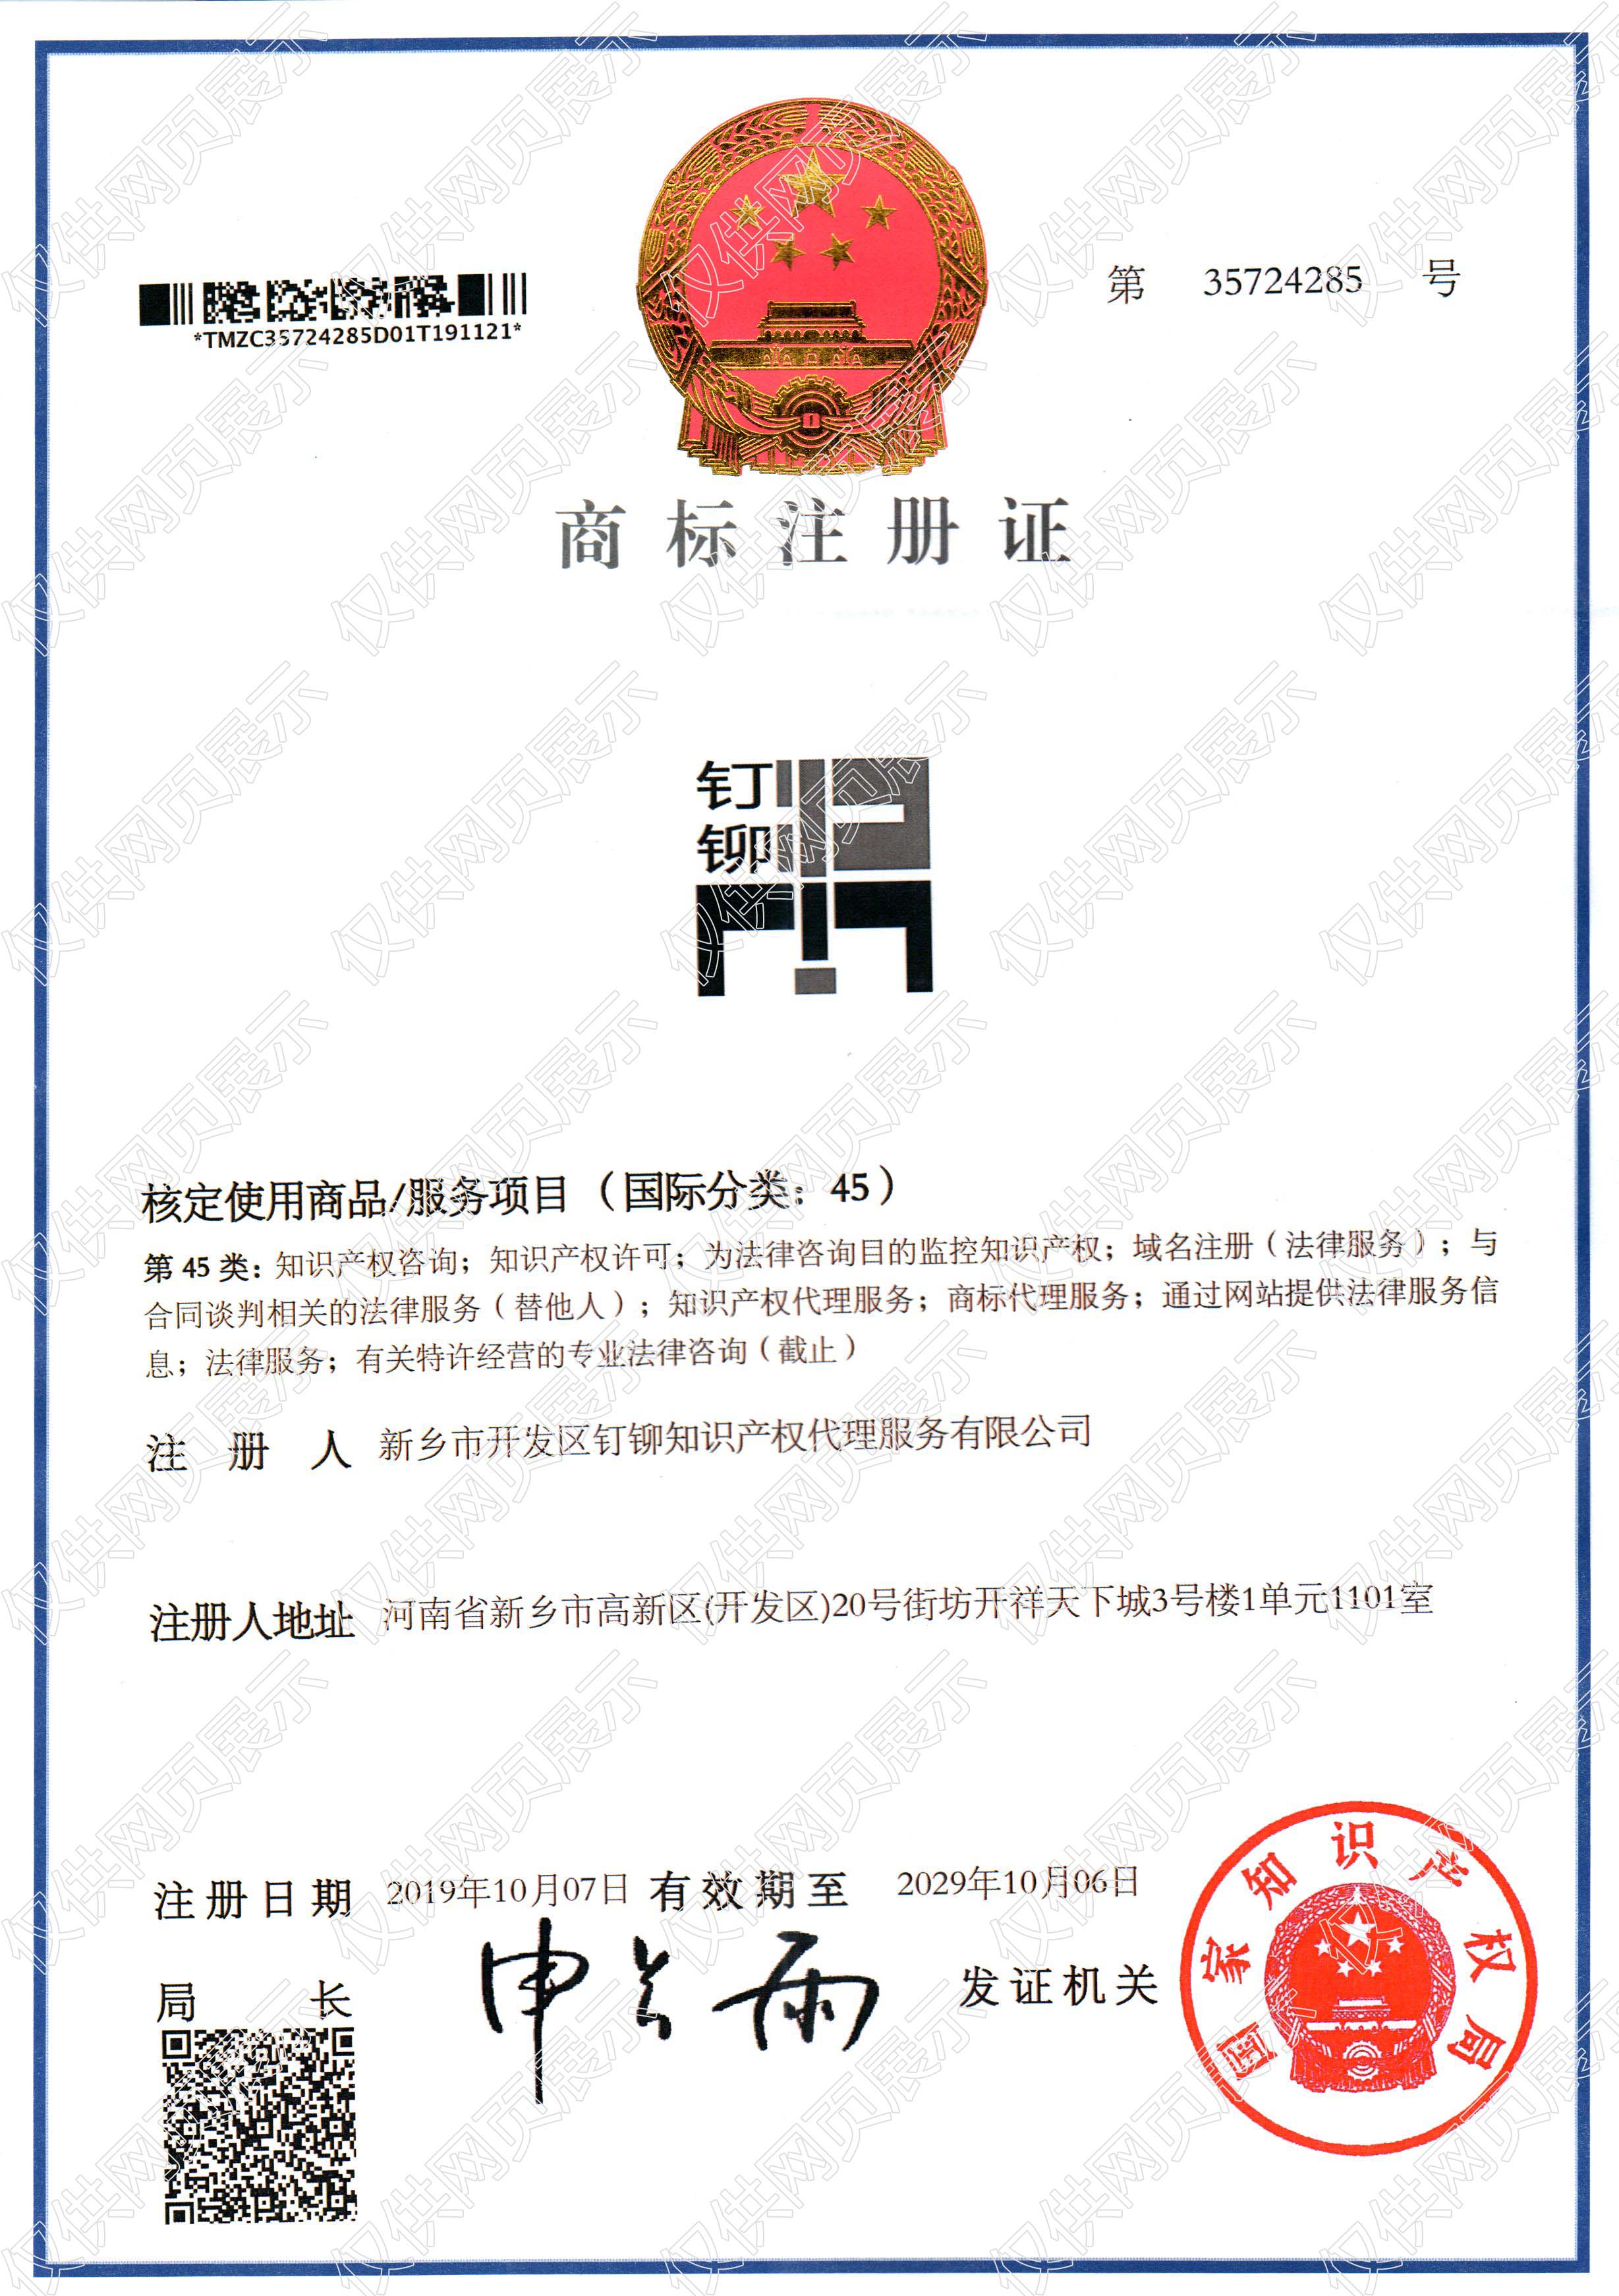 第 35724285 号
*TMZC35724285D01T191121*
商标注册证
钉
铆
核定使用商品/服务项目（国际分类：45）
第 45 类：知识产权咨询；知识产权许可；为法律咨询目的监控知识产权；域名注册（法律服务）；与
合同谈判相关的法律服务（替他人）；知识产权代理服务；商标代理服务；通过网站提供法律服务信
息；法律服务；有关特许经营的专业法律咨询（截止）
注册人 新乡市开发区钉铆知识产权代理服务有限公司
注册人地址 河南省新乡市高新区(开发区)20号街坊开祥天下城3号楼1单元1101室
注册日期 2019年10月07日 有效期至 2029年10月06日
局长 申长雨 发证机关
国家知识产权局
仅供网页展示